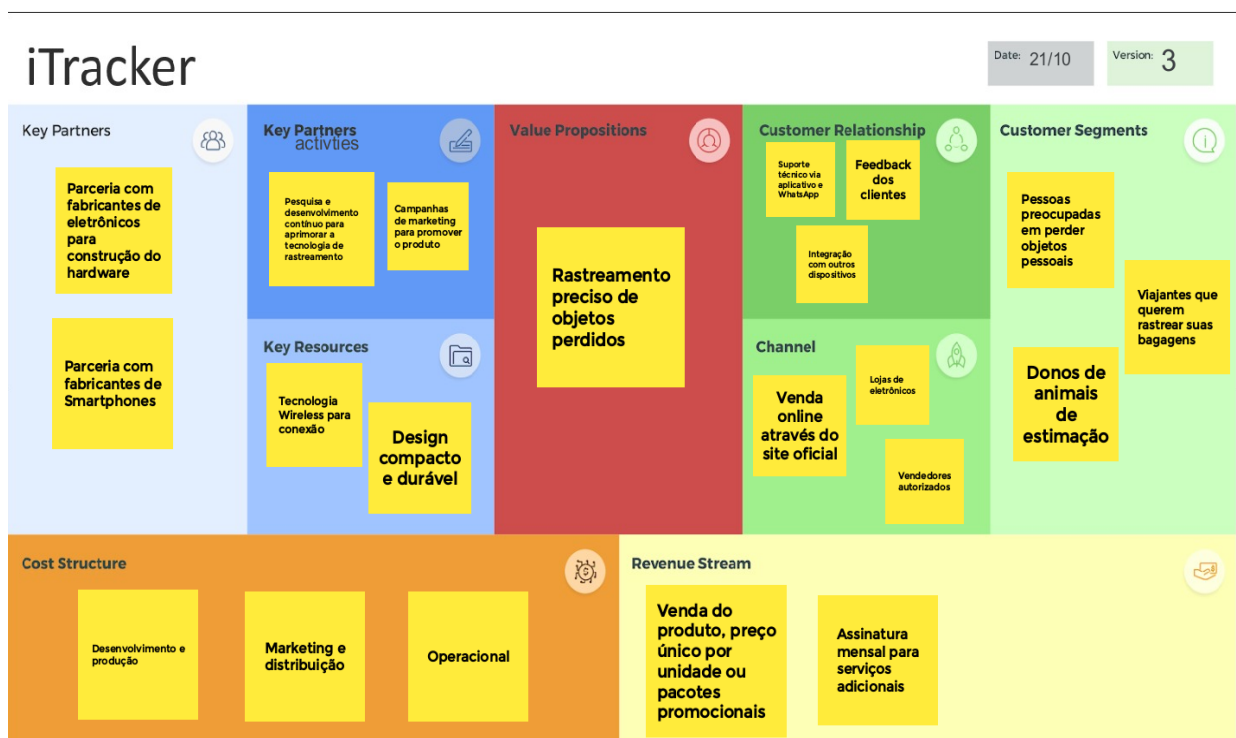 iTracker
Date: 21/10
Version: 3
Key Partners
Parceria com
fabricantes de
eletrônicos
para
construção do
hardware
Parceria com
fabricantes de
Smartphones
Key Partners
activties
Pesquisa e
desenvolvimento
contínuo para
aprimorar a
tecnologia de
rastreamento
Campanhas
de marketing
para promover
o produto
Key Resources
Tecnologia
Wireless para
conexão
Design
compacto
e durável
Value Propositions
Rastreamento
preciso de
objetos
perdidos
Customer Relationship
Suporte
técnico via
aplicativo e
WhatsApp
Feedback
dos
clientes
Integração
com outros
dispositivos
Channel
Venda
online
através do
site oficial
Lojas de
eletrônicos
Vendedores
autorizados
Customer Segments
Pessoas
preocupadas
em perder
objetos
pessoais
Viajantes que
querem
rastrear suas
bagagens
Donos de
animais
de
estimação
Cost Structure
Desenvolvimento e
produção
Marketing e
distribuição
Operacional
Revenue Stream
Venda do
produto, preço
único por
unidade ou
pacotes
promocionais
Assinatura
mensal para
serviços
adicionais